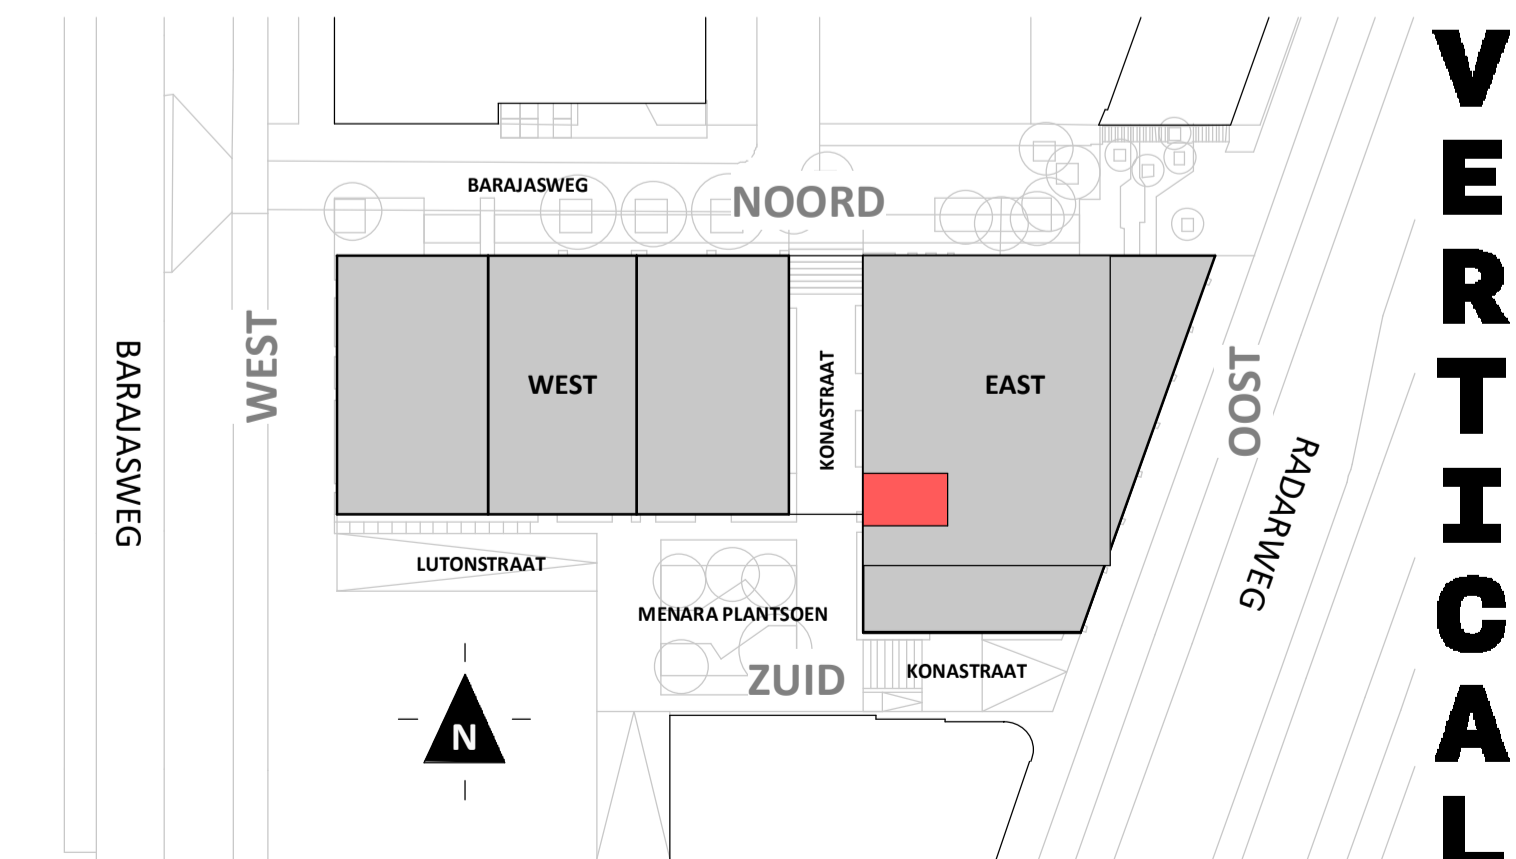 BARAJASWEG
NOORD
WEST
BARAJASWEG
WEST
KONASTRAAT
EAST
OOST
RADARWEG
LUTONSTRAAT
MENARA PLANTSOEN
ZUID
KONASTRAAT
N
VERTICAL